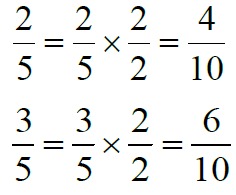 2/5 = 2/5 × 2/2 = 4/10
3/5 = 3/5 × 2/2 = 6/10